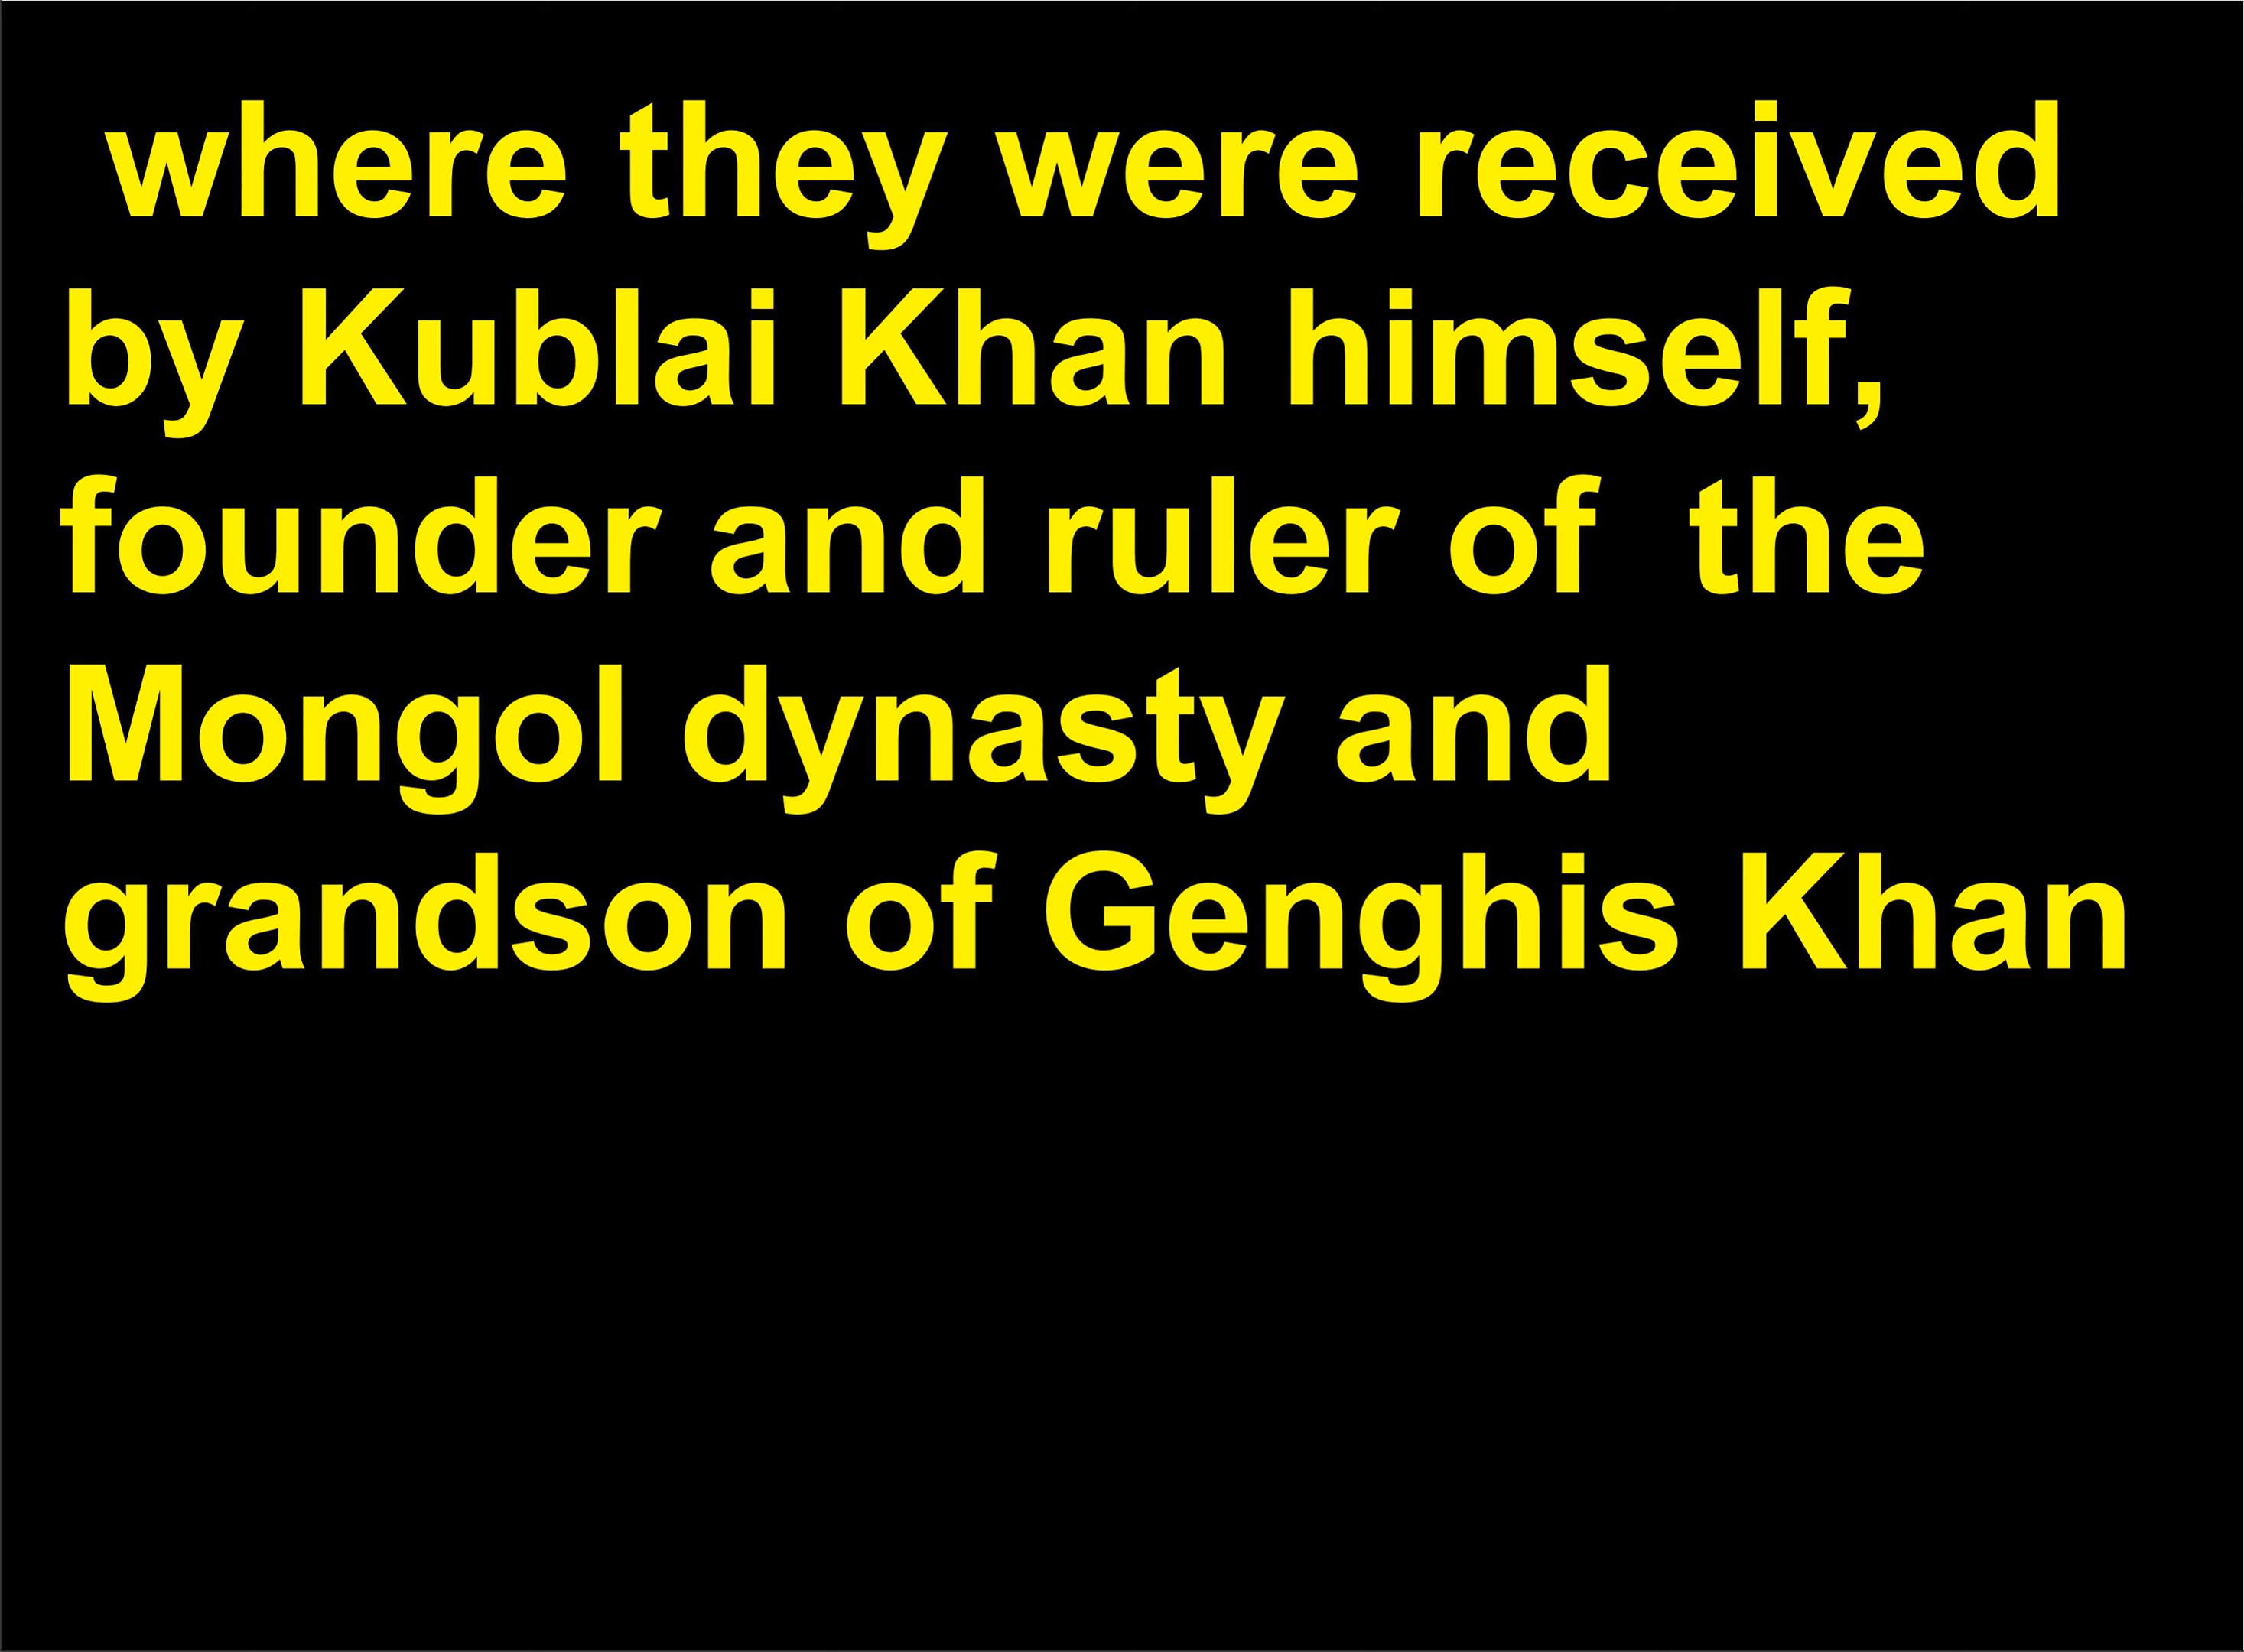 where they were received
by Kublai Khan himself,
founder and ruler of  the
Mongol dynasty and
grandson of Genghis Khan